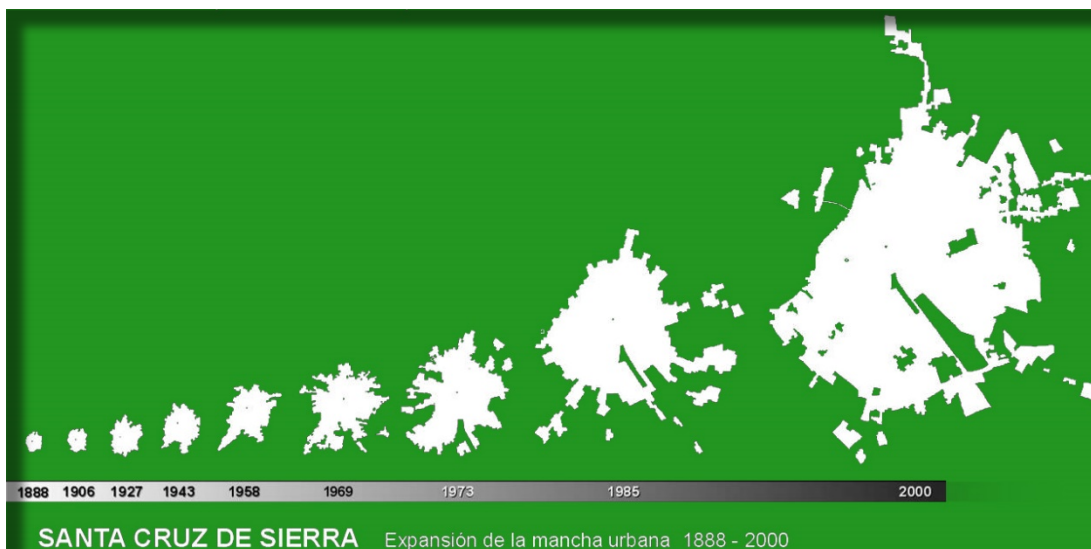 1888 1906 1927 1943 1958 1969 1973 1985 2000
SANTA CRUZ DE SIERRA Expansión de la mancha urbana 1888 - 2000